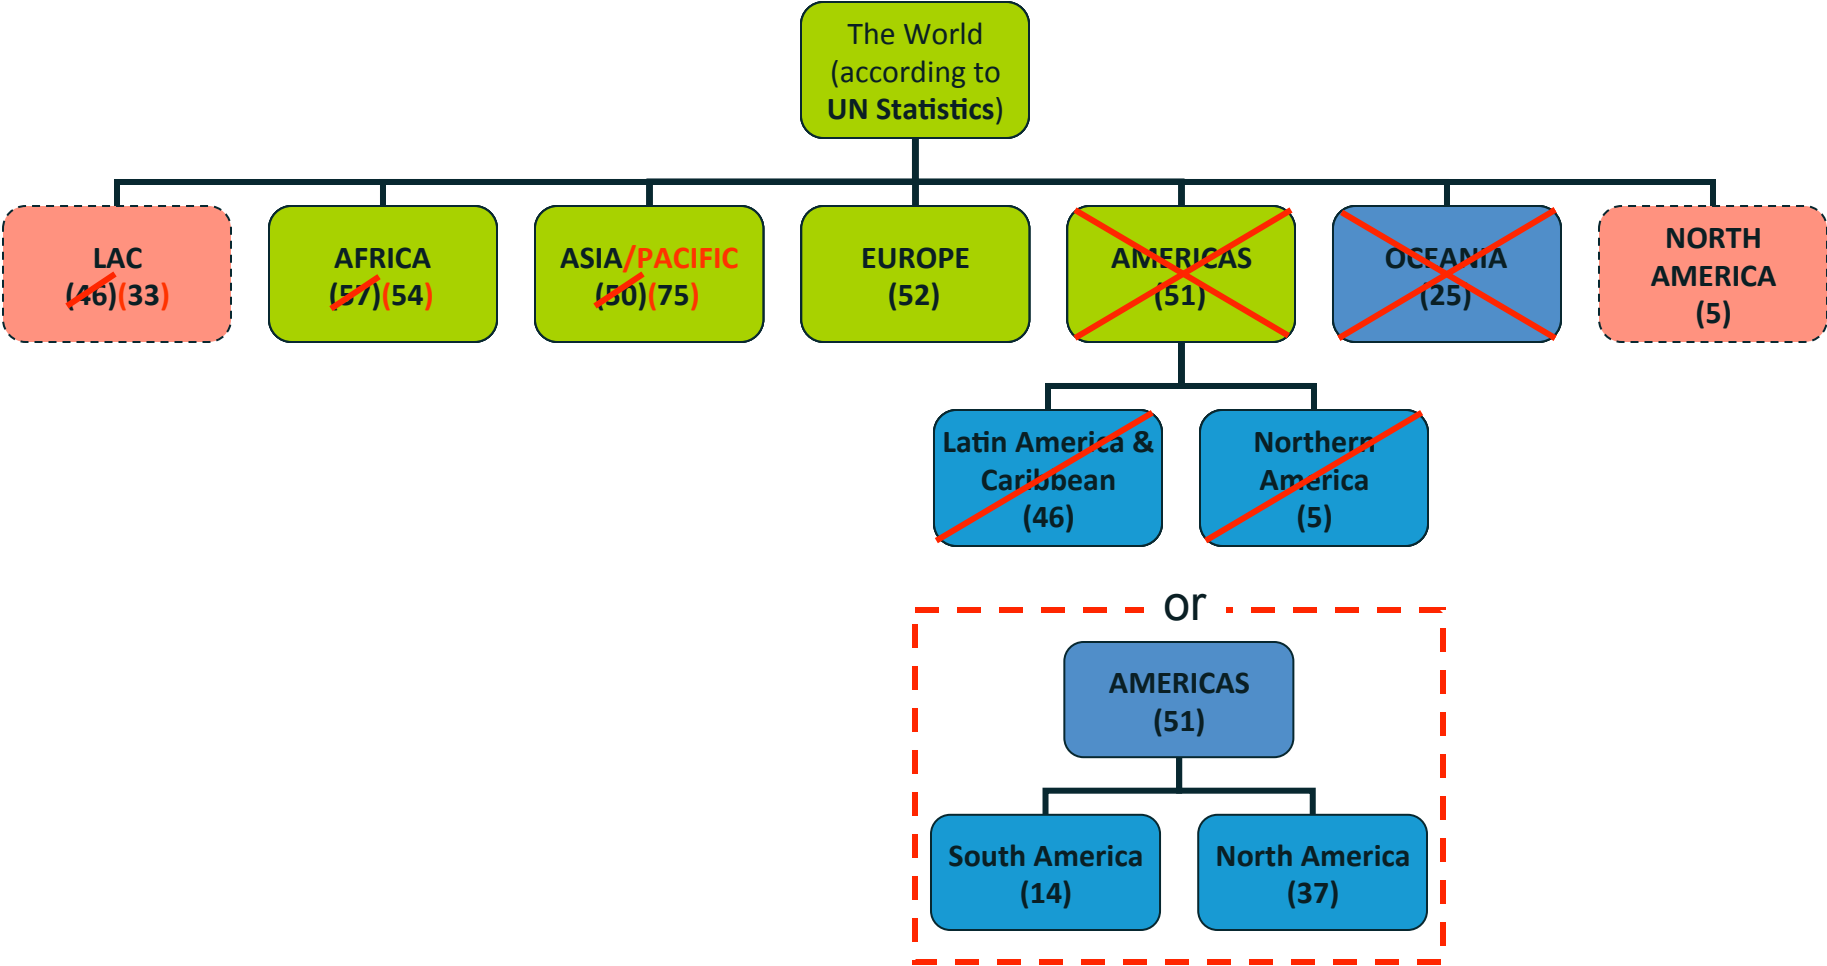 The World
(according to
UN Statistics)
LAC
(46)(33)
AFRICA
(57)(54)
ASIA/PACIFIC
(50)(75)
EUROPE
(52)
AMERICAS
(51)
OCEANIA
(25)
NORTH
AMERICA
(5)
Latin America &
Caribbean
(46)
Northern
America
(5)
or
AMERICAS
(51)
South America
(14)
North America
(37)